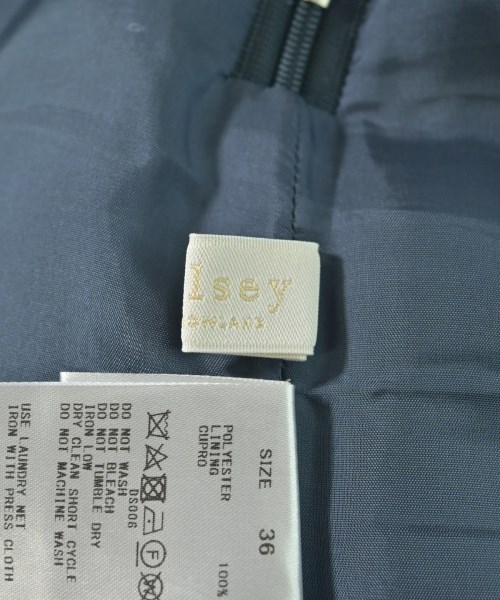 Isey
SIZE 36
POLYESTER 100%
LINING
CUPRO
DS006
DO NOT WASH
DO NOT BLEACH
DO NOT TUMBLE DRY
IRON LOW
DRY CLEAN SHORT CYCLE
DO NOT MACHINE WASH
USE LAUNDRY NET
IRON WITH PRESS CLOTH